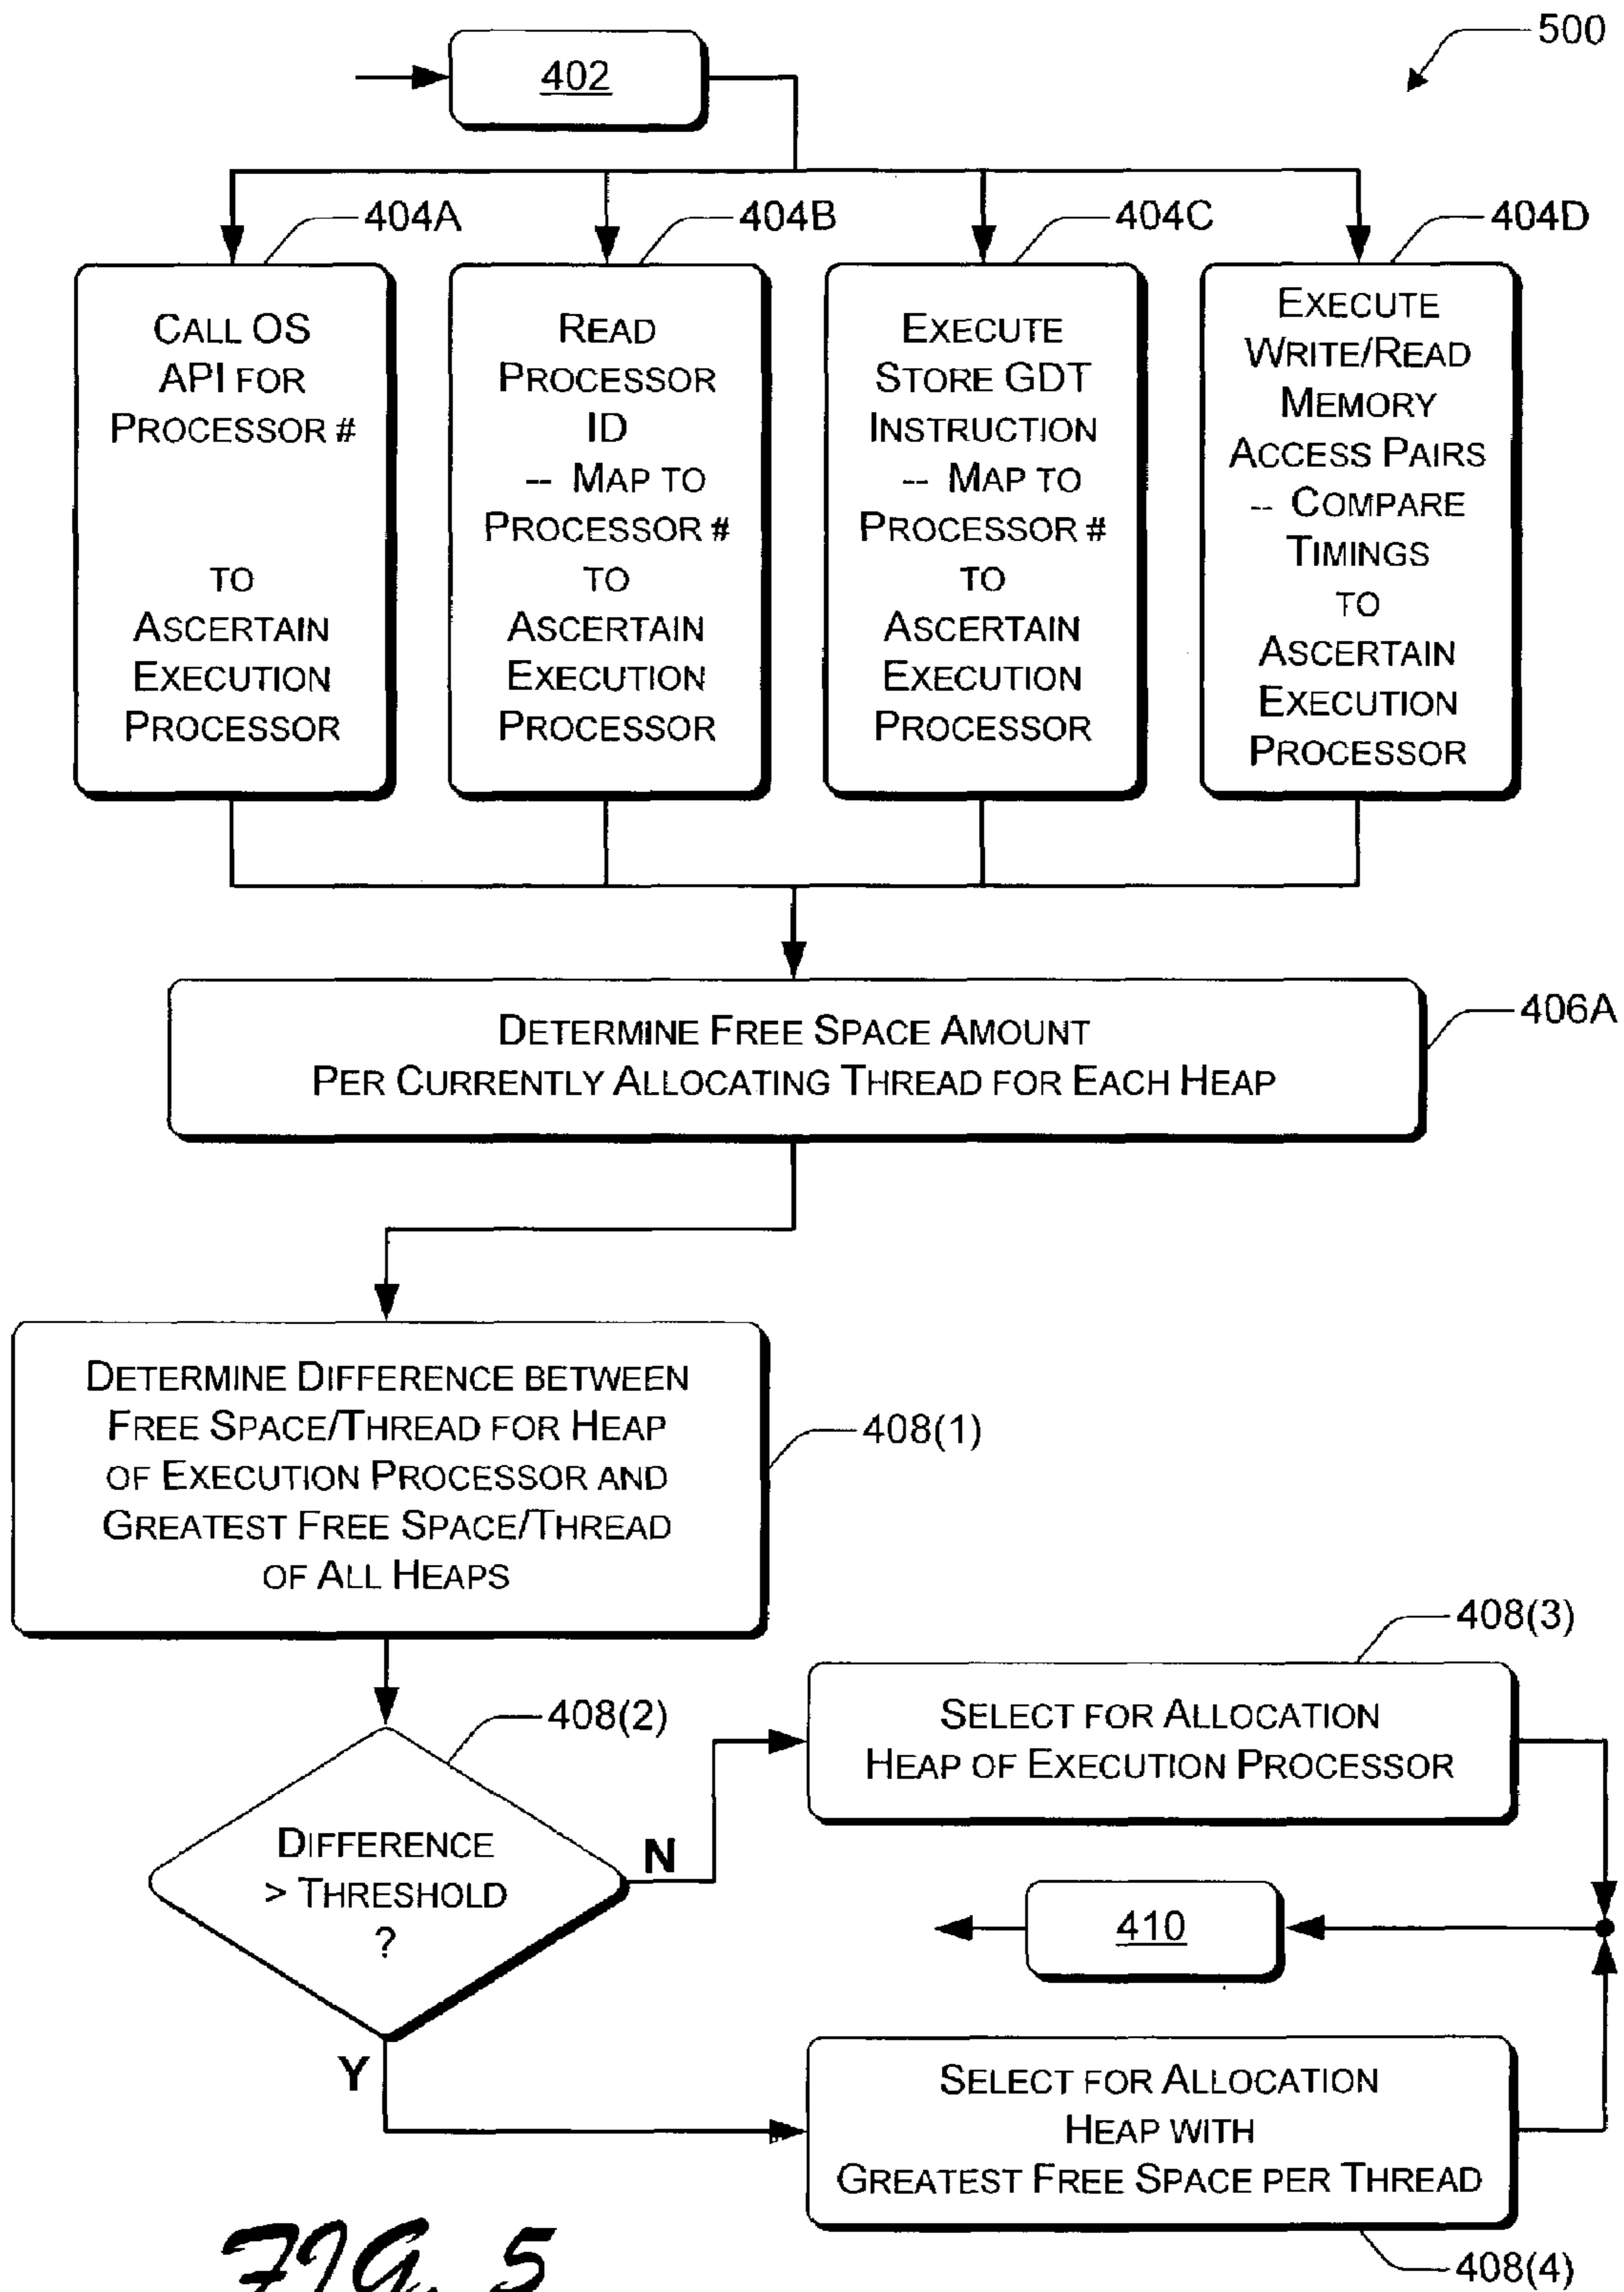 500
402
404A
404B
404C
404D
CALL OS
API FOR
PROCESSOR #
TO
ASCERTAIN
EXECUTION
PROCESSOR
READ
PROCESSOR
ID
-- MAP TO
PROCESSOR #
TO
ASCERTAIN
EXECUTION
PROCESSOR
EXECUTE
STORE GDT
INSTRUCTION
-- MAP TO
PROCESSOR #
TO
ASCERTAIN
EXECUTION
PROCESSOR
EXECUTE
WRITE/READ
MEMORY
ACCESS PAIRS
-- COMPARE
TIMINGS
TO
ASCERTAIN
EXECUTION
PROCESSOR
DETERMINE FREE SPACE AMOUNT
PER CURRENTLY ALLOCATING THREAD FOR EACH HEAP
406A
DETERMINE DIFFERENCE BETWEEN
FREE SPACE/THREAD FOR HEAP
OF EXECUTION PROCESSOR AND
GREATEST FREE SPACE/THREAD
OF ALL HEAPS
408(1)
408(2)
DIFFERENCE
> THRESHOLD
?
N
Y
408(3)
SELECT FOR ALLOCATION
HEAP OF EXECUTION PROCESSOR
410
SELECT FOR ALLOCATION
HEAP WITH
GREATEST FREE SPACE PER THREAD
408(4)
FIG. 5